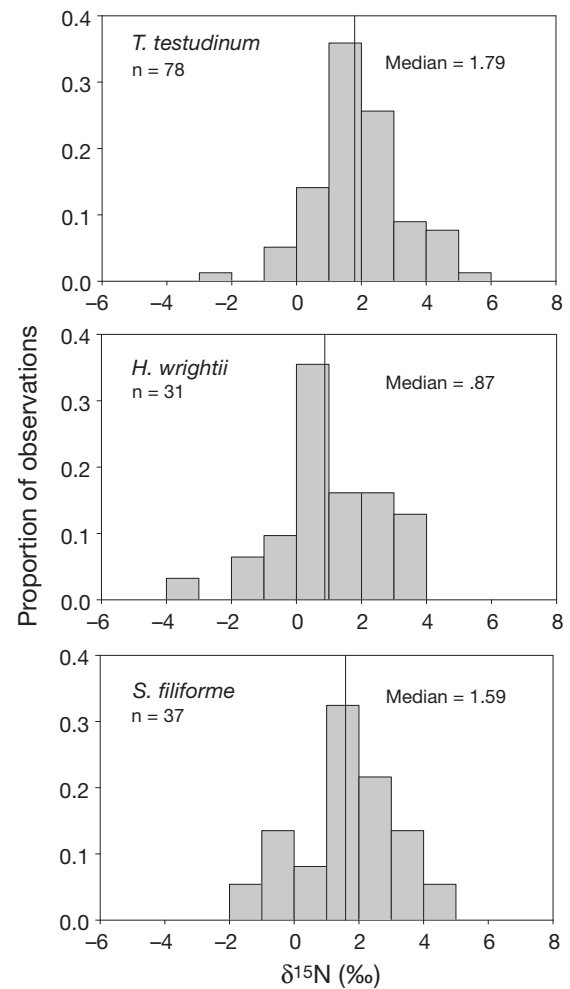 Proportion of observations
0.4
0.3
0.2
0.1
0.0
T. testudinum
n = 78
Median = 1.79
–6 –4 –2 0 2 4 6 8
0.4
0.3
0.2
0.1
0.0
H. wrightii
n = 31
Median = .87
–6 –4 –2 0 2 4 6 8
0.4
0.3
0.2
0.1
0.0
S. filiforme
n = 37
Median = 1.59
–6 –4 –2 0 2 4 6 8
δ¹⁵N (‰)